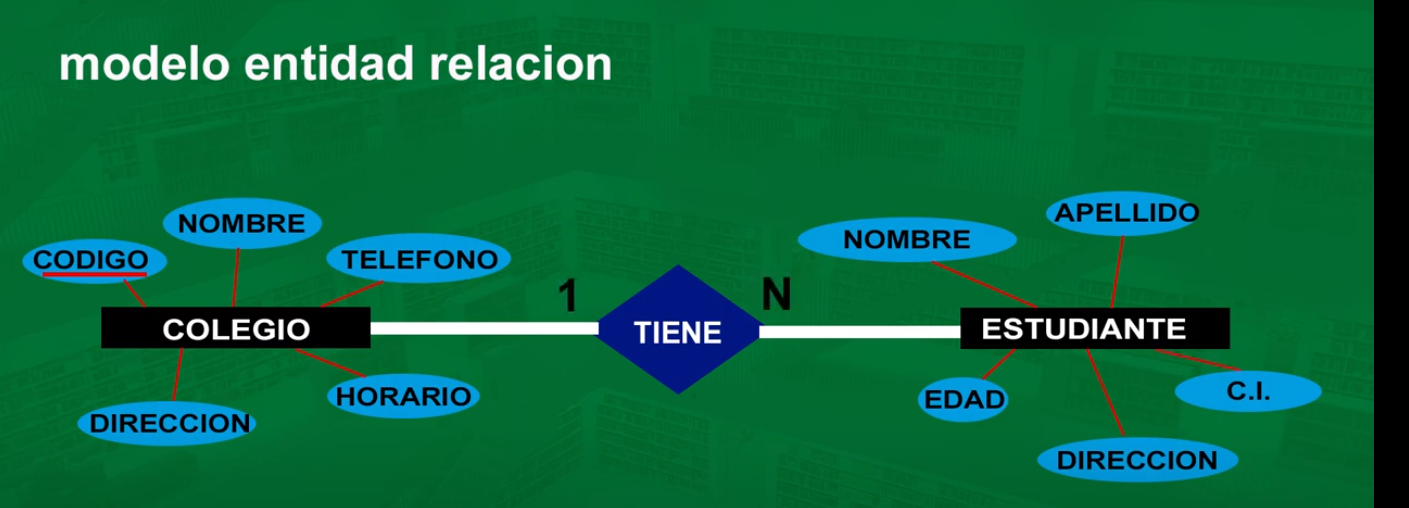 modelo entidad relacion
CODIGO
NOMBRE
TELEFONO
COLEGIO
DIRECCION
HORARIO
1
TIENE
N
NOMBRE
APELLIDO
ESTUDIANTE
EDAD
C.I.
DIRECCION